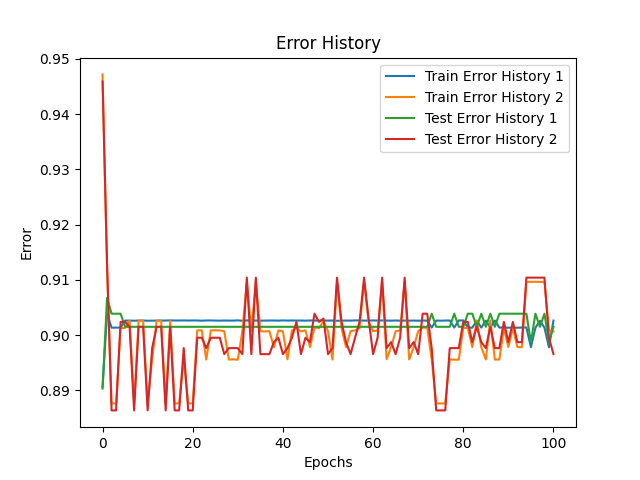 Error History
0.95
0.94
0.93
0.92
0.91
0.90
0.89
Error
Train Error History 1
Train Error History 2
Test Error History 1
Test Error History 2
0
20
40
60
80
100
Epochs